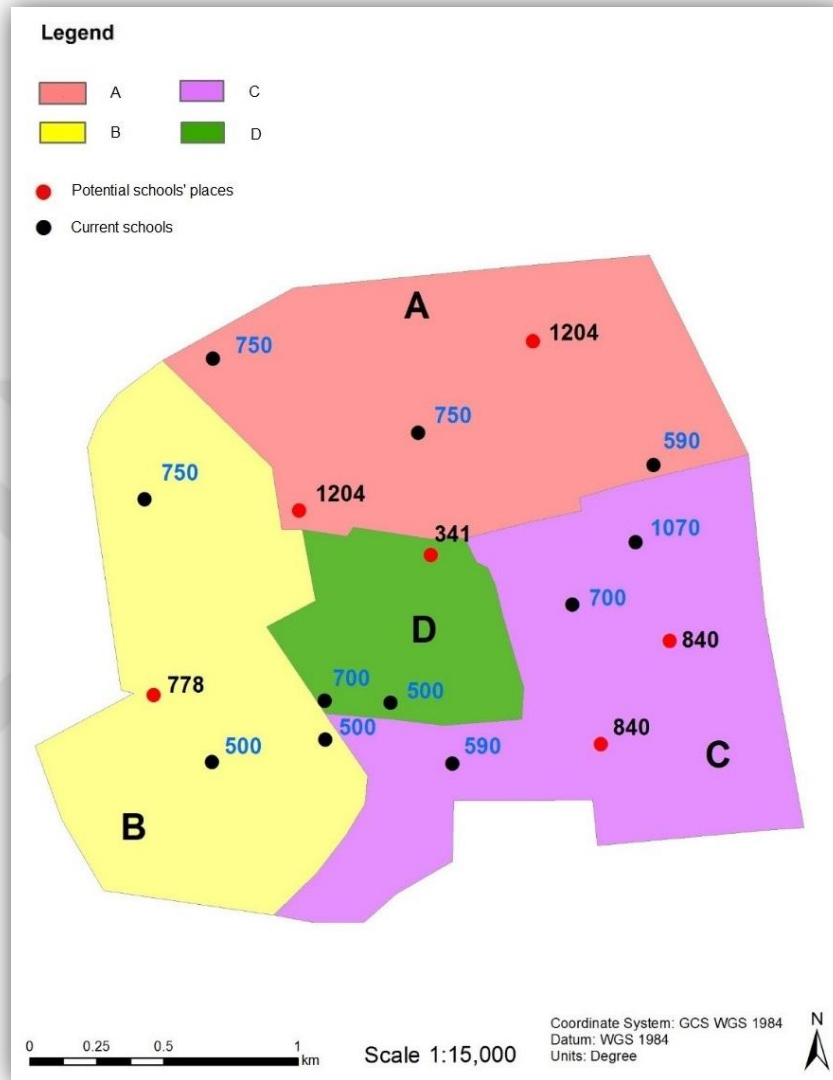 Legend
A C
B D
Potential schools' places
Current schools
A
1204
750
750
590
750
1204
1070
341
700
D
840
778
700
500
500
840
500
590
C
B
0 0.25 0.5 1
km
Scale 1:15,000
Coordinate System: GCS WGS 1984
Datum: WGS 1984
Units: Degree
N